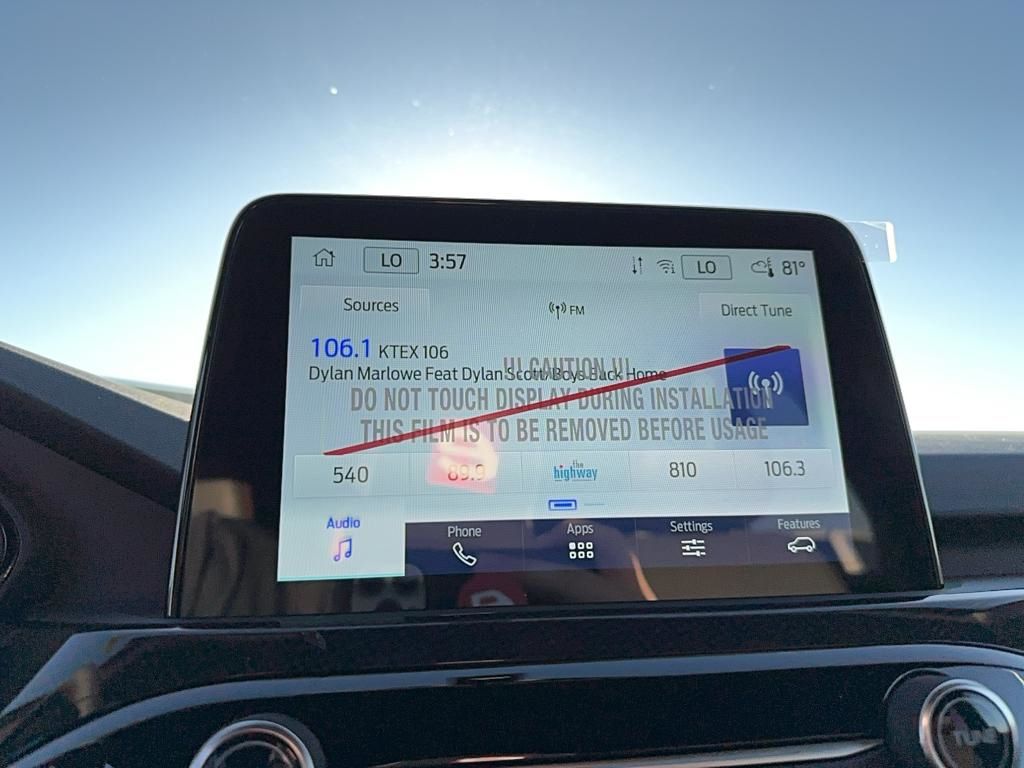 LO 3:57 LO 81°
Sources FM Direct Tune
106.1 KTEX 106
Dylan Marlowe Feat Dylan Scott/Boys Back Home
!!! CAUTION !!!
DO NOT TOUCH DISPLAY DURING INSTALLATION
THIS FILM IS TO BE REMOVED BEFORE USAGE
540 89.9 the highway 810 106.3
Audio Phone Apps Settings Features
TUNE